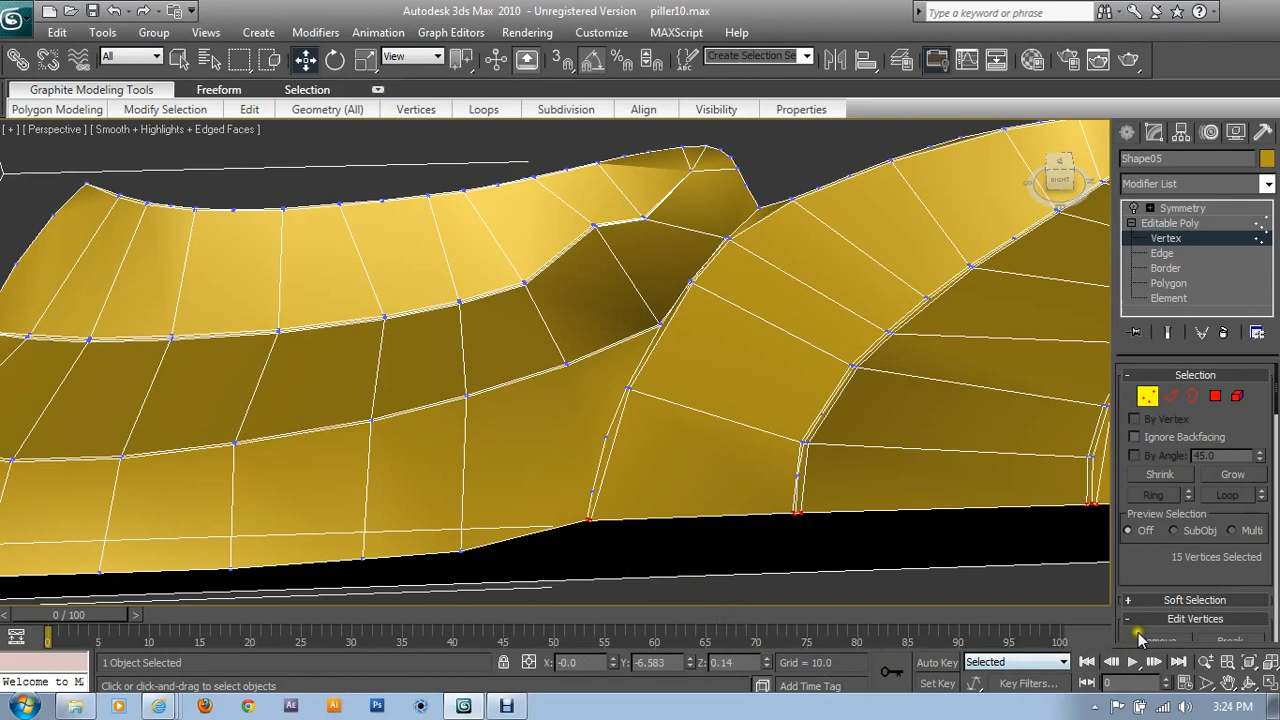 Autodesk 3ds Max 2010 - Unregistered Version piller10.max
Type a keyword or phrase
Edit Tools Group Views Create Modifiers Animation Graph Editors Rendering Customize MAXScript Help
All View Create Selection Se
Graphite Modeling Tools Freeform Selection
Polygon Modeling Modify Selection Edit Geometry (All) Vertices Loops Subdivision Align Visibility Properties
[ + ] [ Perspective ] [ Smooth + Highlights + Edged Faces ]
RIGHT
Shape05
Modifier List
Symmetry
Editable Poly
Vertex
Edge
Border
Polygon
Element
Selection
By Vertex
Ignore Backfacing
By Angle: 45.0
Shrink Grow
Ring Loop
Preview Selection
Off SubObj Multi
15 Vertices Selected
Soft Selection
Edit Vertices
0 / 100
0 5 10 15 20 25 30 35 40 45 50 55 60 65 70 75 80 85 90 95 100
1 Object Selected X: -0.0 Y: -6.583 Z: 0.14 Grid = 10.0 Auto Key Selected
Welcome to M Click or click-and-drag to select objects Add Time Tag Set Key Key Filters... 0
3:24 PM